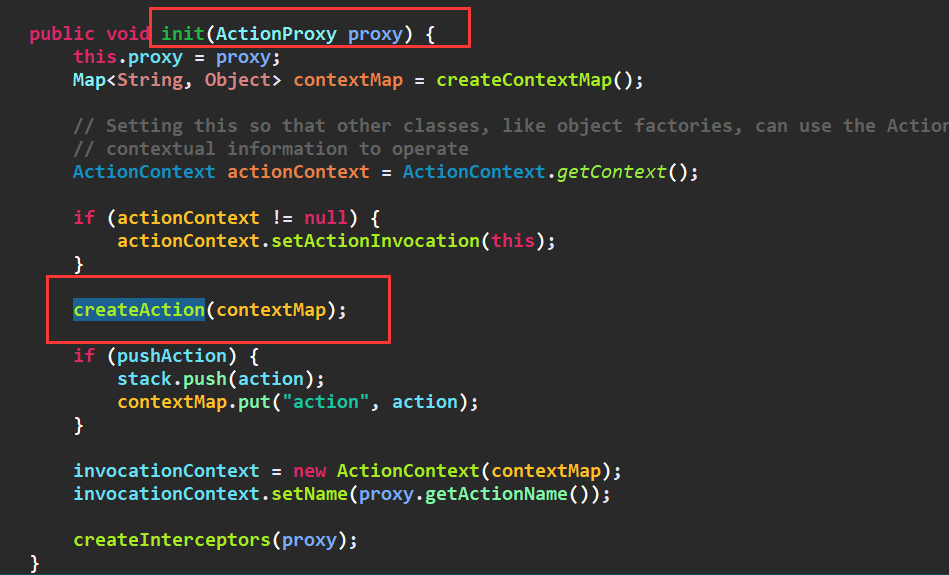 public void init(ActionProxy proxy) {
this.proxy = proxy;
Map<String, Object> contextMap = createContextMap();
// Setting this so that other classes, like object factories, can use the Action
// contextual information to operate
ActionContext actionContext = ActionContext.getContext();
if (actionContext != null) {
actionContext.setActionInvocation(this);
}
createAction(contextMap);
if (pushAction) {
stack.push(action);
contextMap.put("action", action);
}
invocationContext = new ActionContext(contextMap);
invocationContext.setName(proxy.getActionName());
createInterceptors(proxy);
}